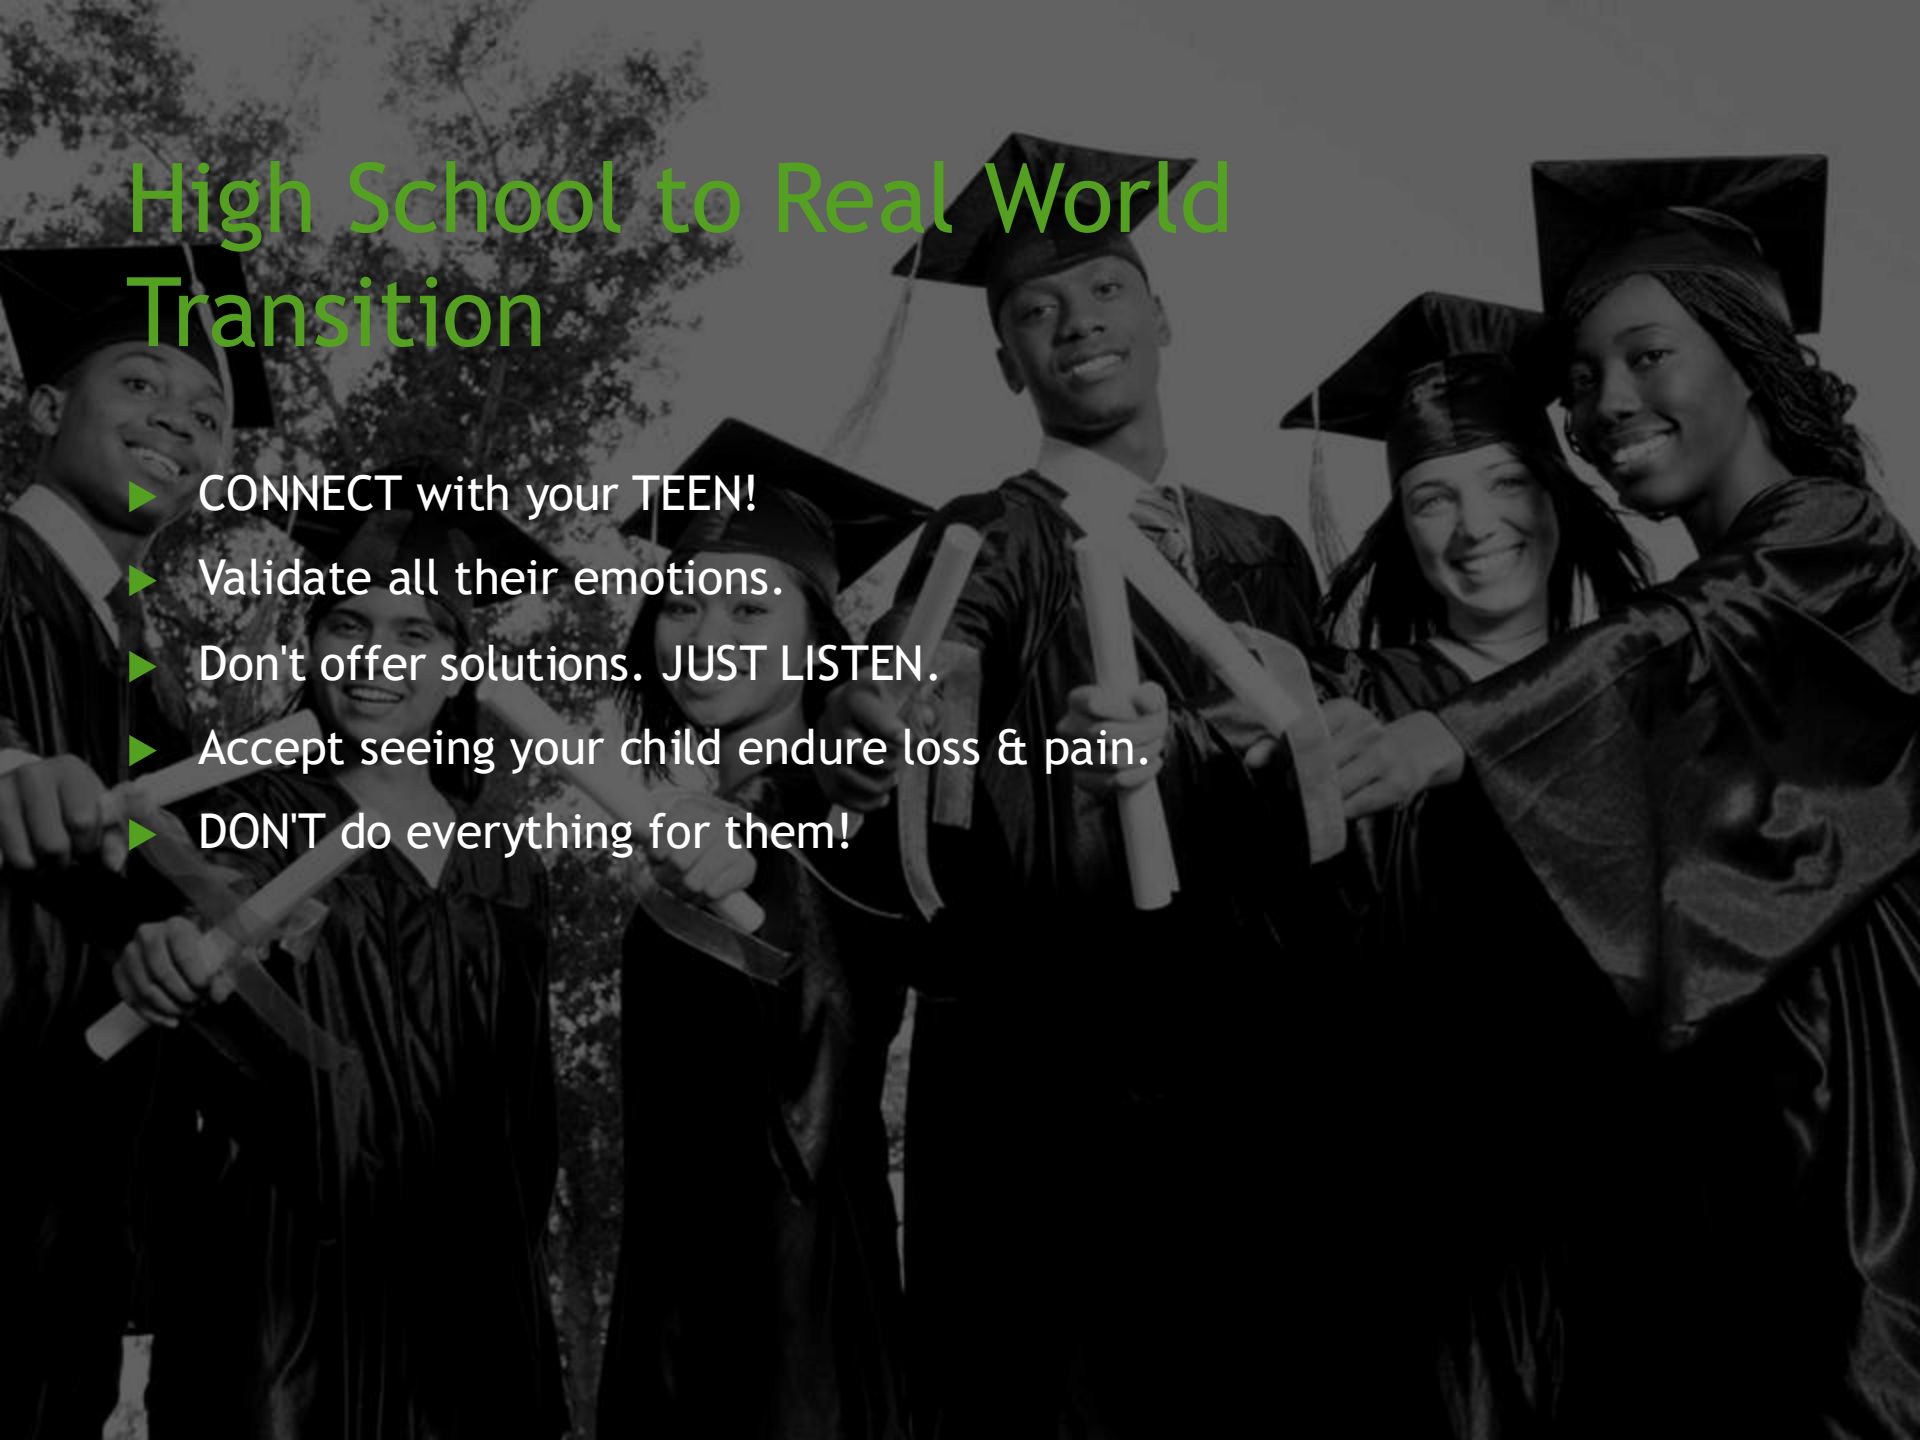 High School to Real World
Transition
CONNECT with your TEEN!
Validate all their emotions.
Don't offer solutions. JUST LISTEN.
Accept seeing your child endure loss & pain.
DON'T do everything for them!